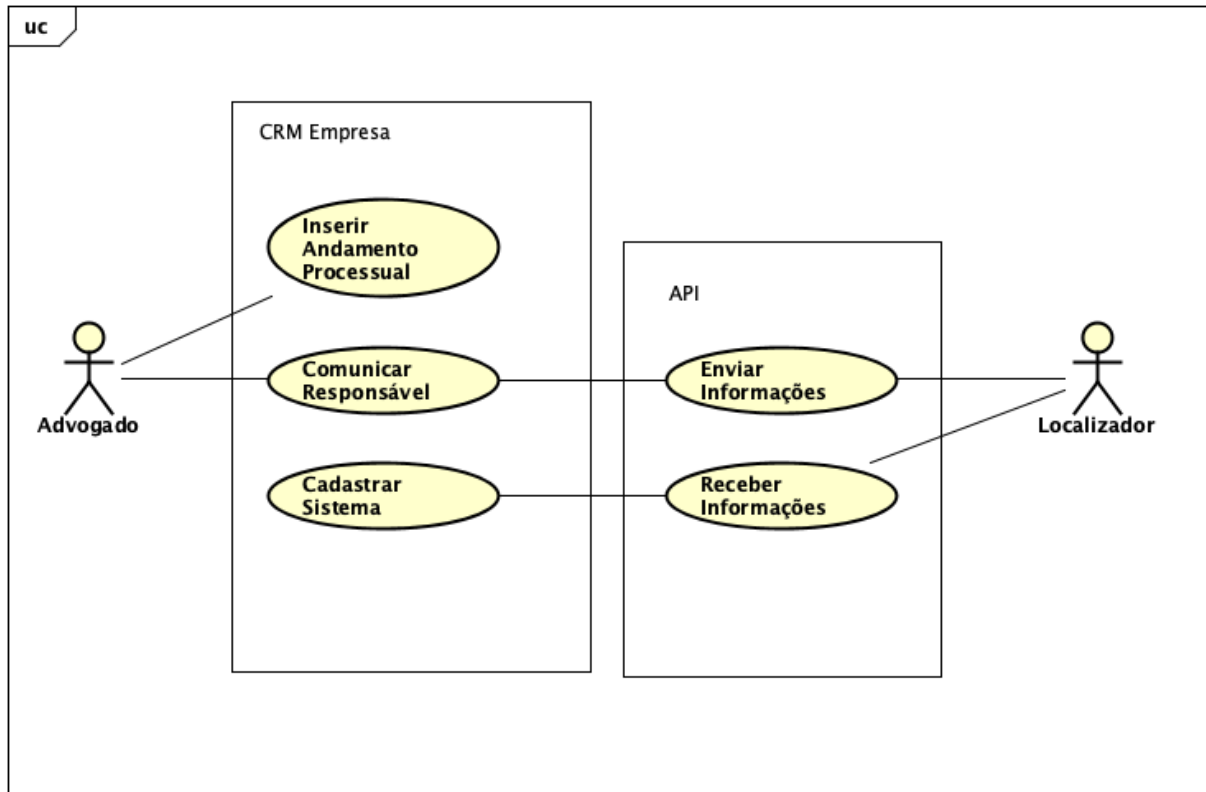 uc
CRM Empresa
Inserir
Andamento
Processual
API
Advogado
Comunicar
Responsável
Enviar
Informações
Localizador
Cadastrar
Sistema
Receber
Informações